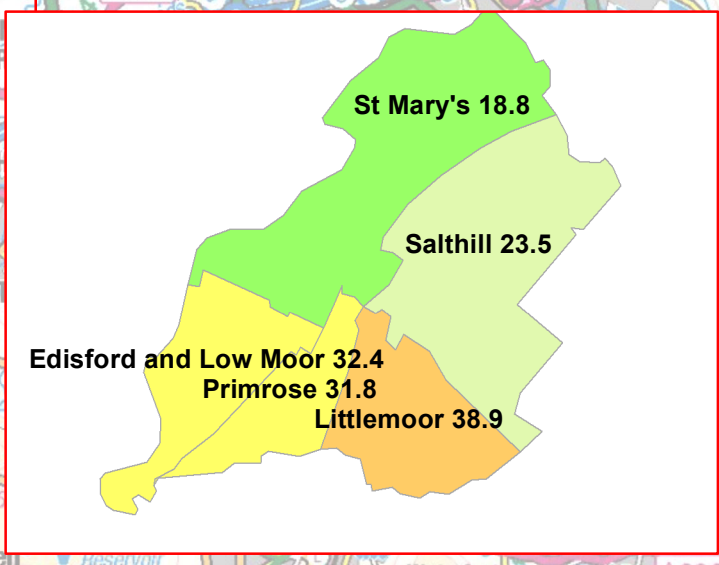 St Mary's 18.8
Salthill 23.5
Edisford and Low Moor 32.4
Primrose 31.8
Littlemoor 38.9
Reservoir